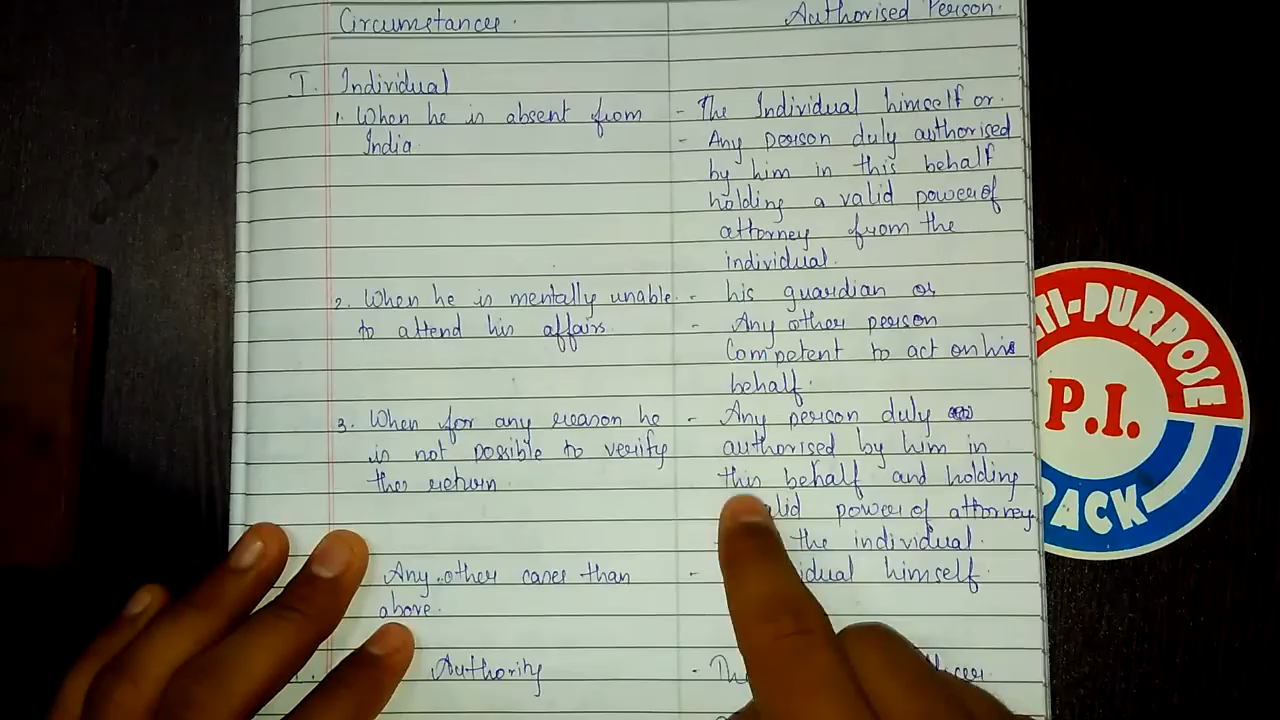 Circumstances.
Authorised Person.
I. Individual
1. When he is absent from
India.
- The Individual himself or.
- Any person duly authorised
by him in this behalf
holding a valid power of
attorney from the
individual.
2. When he is mentally unable
to attend his affairs.
- his guardian or
- Any other person
Competent to act on his
behalf.
3. When for any reason he
is not possible to verify
the return.
- Any person duly
authorised by him in
this behalf and holding
power of attorney
the individual.
Any other cases than
above.
- himself.
Authority
-
P.I.
PURPOSE
ACK